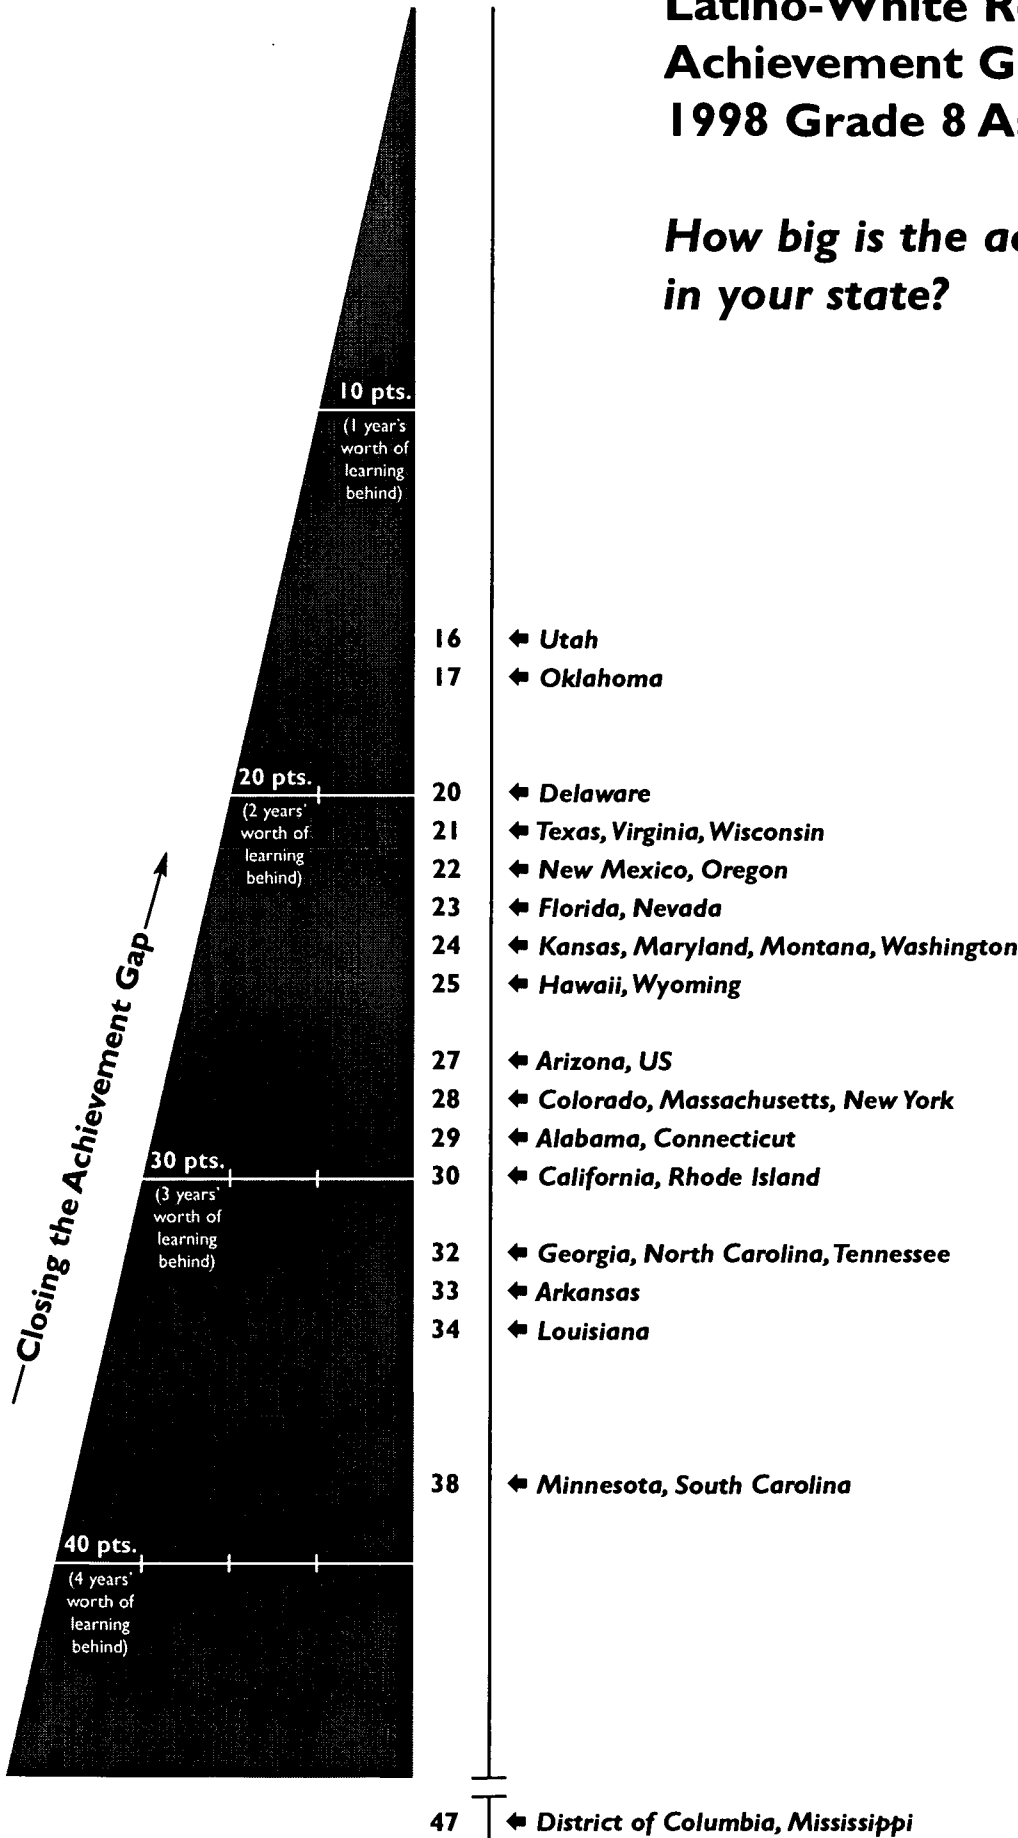 Latino-White
Achievement
1998 Grade 8
How big is the
in your state?
10 pts.
(1 year's
worth of
learning
behind)
16 Utah
17 Oklahoma
20 pts.
(2 years'
worth of
learning
behind)
20 Delaware
21 Texas, Virginia, Wisconsin
22 New Mexico, Oregon
23 Florida, Nevada
24 Kansas, Maryland, Montana, Washington
25 Hawaii, Wyoming
27 Arizona, US
28 Colorado, Massachusetts, New York
29 Alabama, Connecticut
30 pts.
(3 years'
worth of
learning
behind)
30 California, Rhode Island
32 Georgia, North Carolina, Tennessee
33 Arkansas
34 Louisiana
Closing the Achievement Gap
38 Minnesota, South Carolina
40 pts.
(4 years'
worth of
learning
behind)
47 District of Columbia, Mississippi